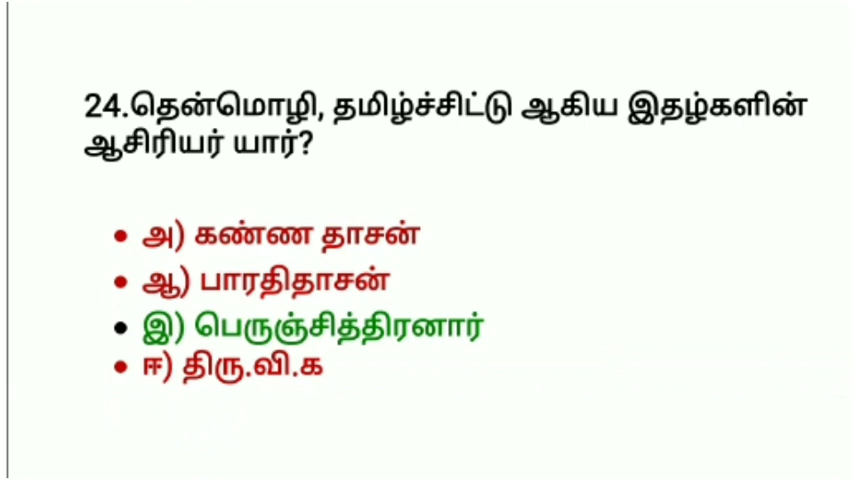 24.தென்மொழி, தமிழ்ச்சிட்டு ஆகிய இதழ்களின்
ஆசிரியர் யார்?
• அ) கண்ண தாசன்
• ஆ) பாரதிதாசன்
• இ) பெருஞ்சித்திரனார்
• ஈ) திரு.வி.க